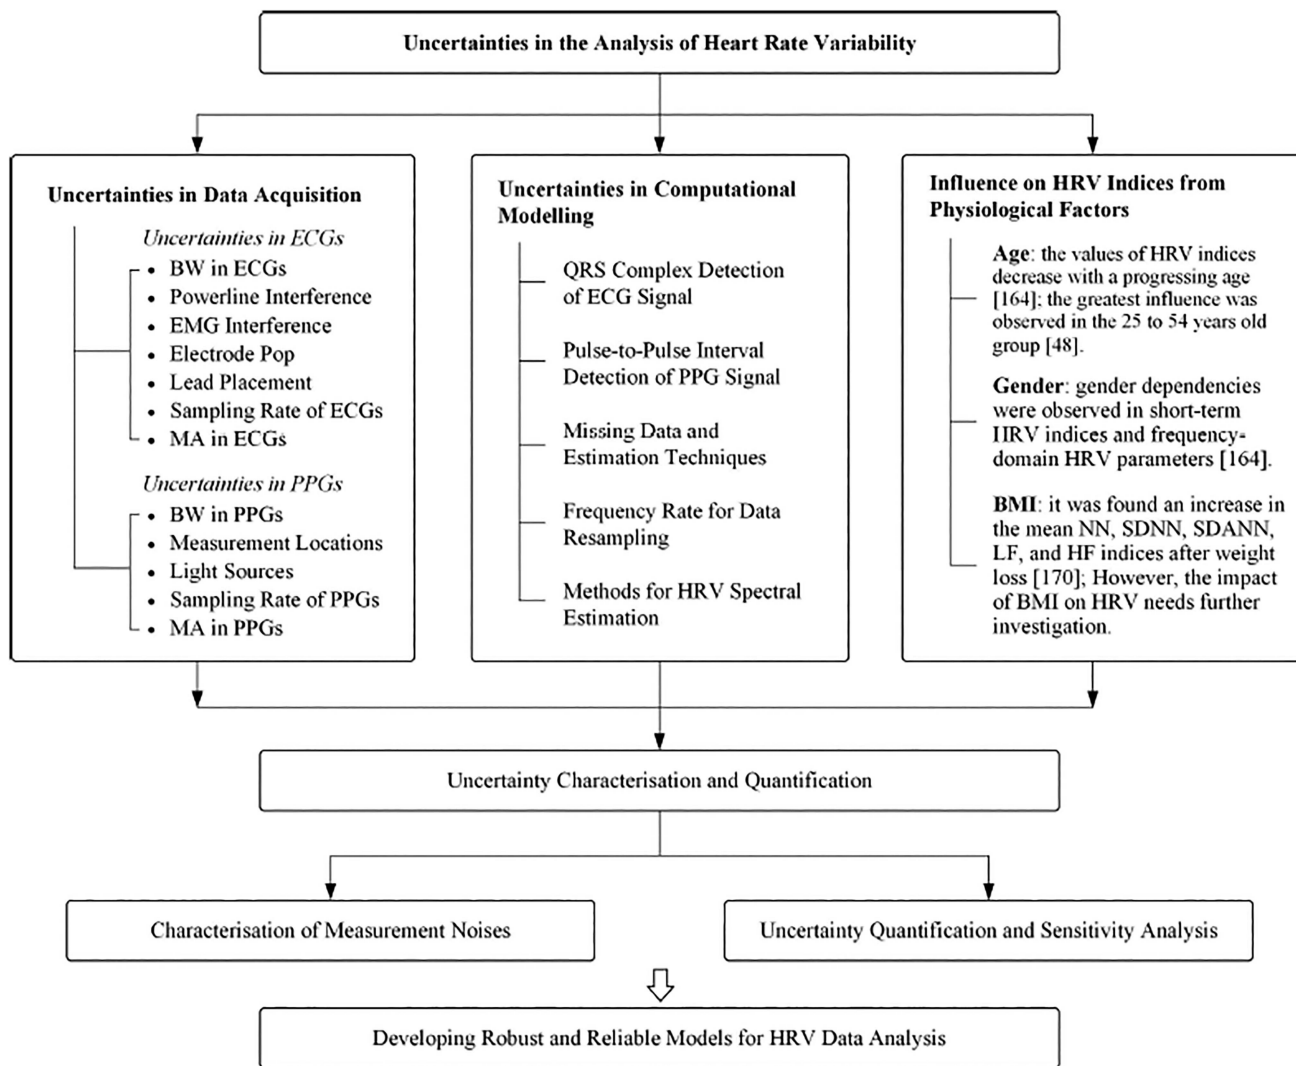 Uncertainties in the Analysis of Heart Rate Variability
Uncertainties in Data Acquisition
Uncertainties in ECGs
• BW in ECGs
• Powerline Interference
• EMG Interference
• Electrode Pop
• Lead Placement
• Sampling Rate of ECGs
• MA in ECGs
Uncertainties in PPGs
• BW in PPGs
• Measurement Locations
• Light Sources
• Sampling Rate of PPGs
• MA in PPGs
Uncertainties in Computational
Modelling
QRS Complex Detection
of ECG Signal
Pulse-to-Pulse Interval
Detection of PPG Signal
Missing Data and
Estimation Techniques
Frequency Rate for Data
Resampling
Methods for HRV Spectral
Estimation
Influence on HRV Indices from
Physiological Factors
Age: the values of HRV indices
decrease with a progressing age
[164]; the greatest influence was
observed in the 25 to 54 years old
group [48].
Gender: gender dependencies
were observed in short-term
HRV indices and frequency-
domain HRV parameters [164].
BMI: it was found an increase in
the mean NN, SDNN, SDANN,
LF, and HF indices after weight
loss [170]; However, the impact
of BMI on HRV needs further
investigation.
Uncertainty Characterisation and Quantification
Characterisation of Measurement Noises
Uncertainty Quantification and Sensitivity Analysis
Developing Robust and Reliable Models for HRV Data Analysis